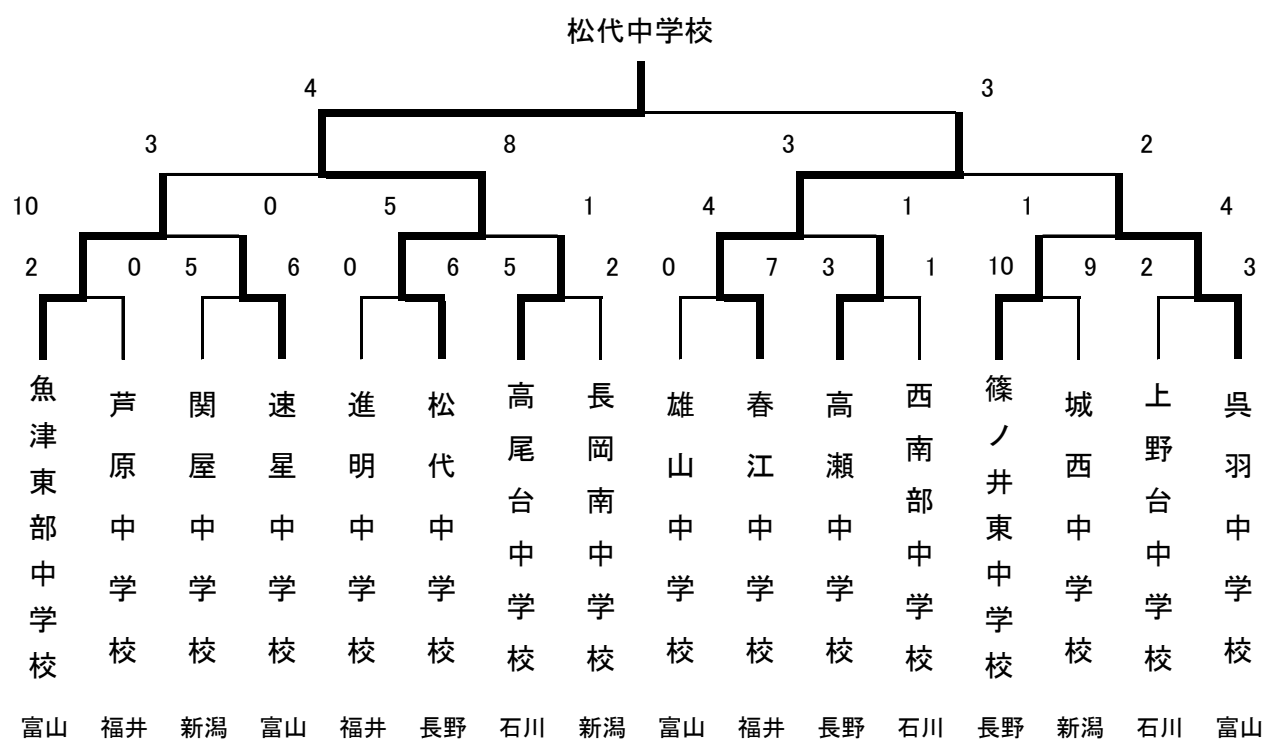 松代中学校
4 3
3 8 3 2
10 0 5 1 4 1 1 4
2 0 5 6 0 6 5 2 0 7 3 1 10 9 2 3
魚津東部中学校
芦原中学校
関屋中学校
速星中学校
進明中学校
松代中学校
高尾台中学校
長岡南中学校
雄山中学校
春江中学校
高瀬中学校
西南部中学校
篠ノ井東中学校
城西中学校
上野台中学校
呉羽中学校
富山 福井 新潟 富山 福井 長野 石川 新潟 富山 福井 長野 石川 長野 新潟 石川 富山